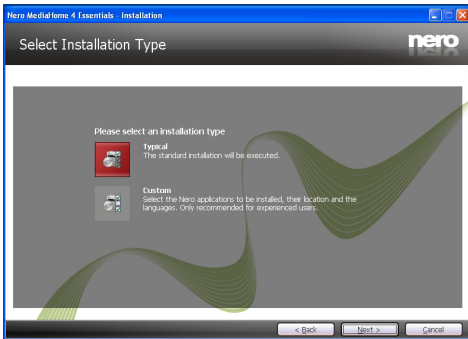 Nero MediaHome 4 Essentials - Installation
Select Installation Type
nero
Please select an installation type
Typical
The standard installation will be executed.
Custom
Select the Nero applications to be installed, their location and the
languages. Only recommended for experienced users.
< Back
Next >
Cancel